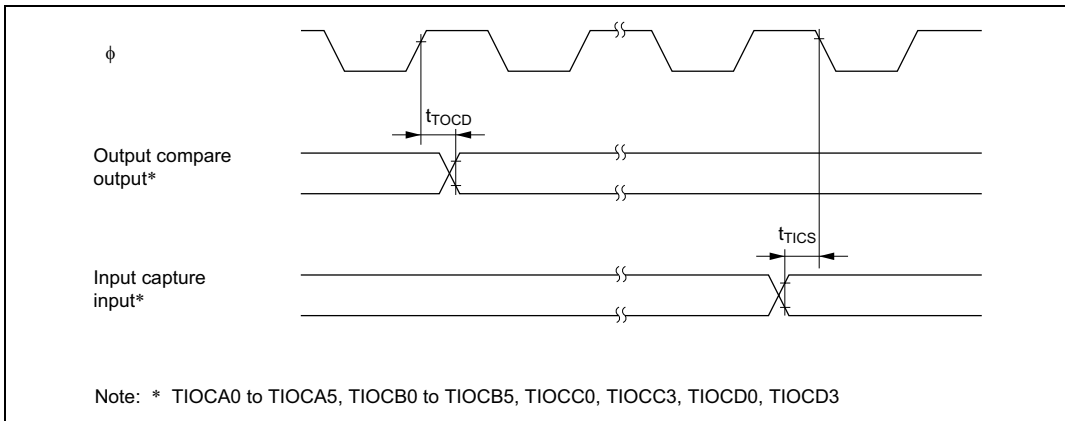 ϕ
tTOCD
Output compare
output*
tTICS
Input capture
input*
Note: * TIOCA0 to TIOCA5, TIOCB0 to TIOCB5, TIOCC0, TIOCC3, TIOCD0, TIOCD3